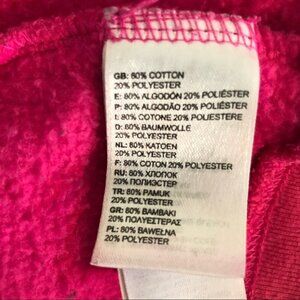 GB: 80% COTTON
20% POLYESTER
E: 80% ALGODÓN 20% POLIÉSTER
P: 80% ALGODÃO 20% POLIÉSTER
I: 80% COTONE 20% POLIESTERE
D: 80% BAUMWOLLE
20% POLYESTER
NL: 80% KATOEN
20% POLYESTER
F: 80% COTON 20% POLYESTER
RU: 80% ХЛОПОК
20% ПОЛИЭСТЕР
TR: 80% PAMUK
20% POLYESTER
GR: 80% BAMBAKI
20% ΠΟΛΥΕΣΤΕΡΑΣ
PL: 80% BAWEŁNA
20% POLYESTER